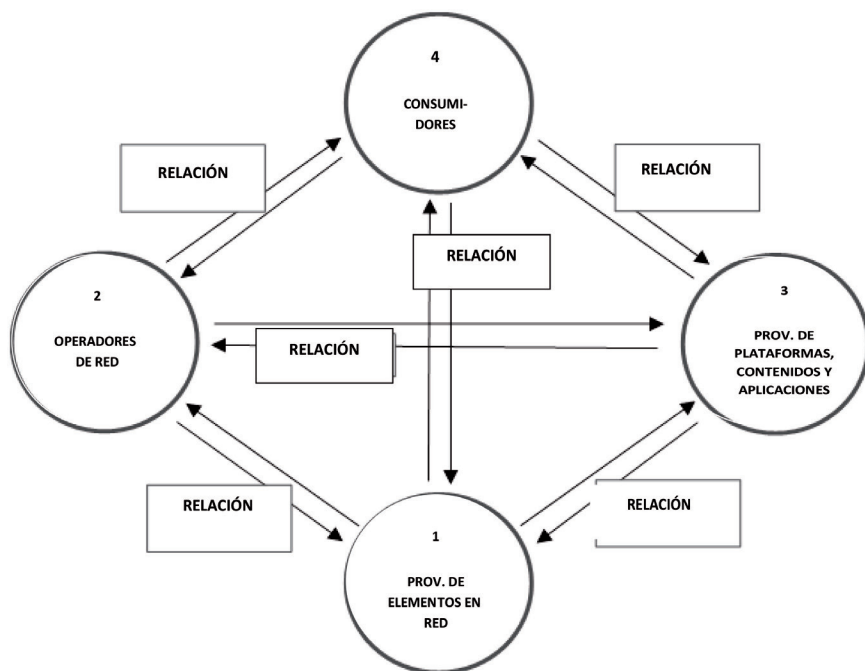 4
CONSUMI-
DORES
RELACIÓN
RELACIÓN
RELACIÓN
2
OPERADORES
DE RED
3
PROV. DE
PLATAFORMAS,
CONTENIDOS Y
APLICACIONES
RELACIÓN
RELACIÓN
RELACIÓN
1
PROV. DE
ELEMENTOS EN
RED